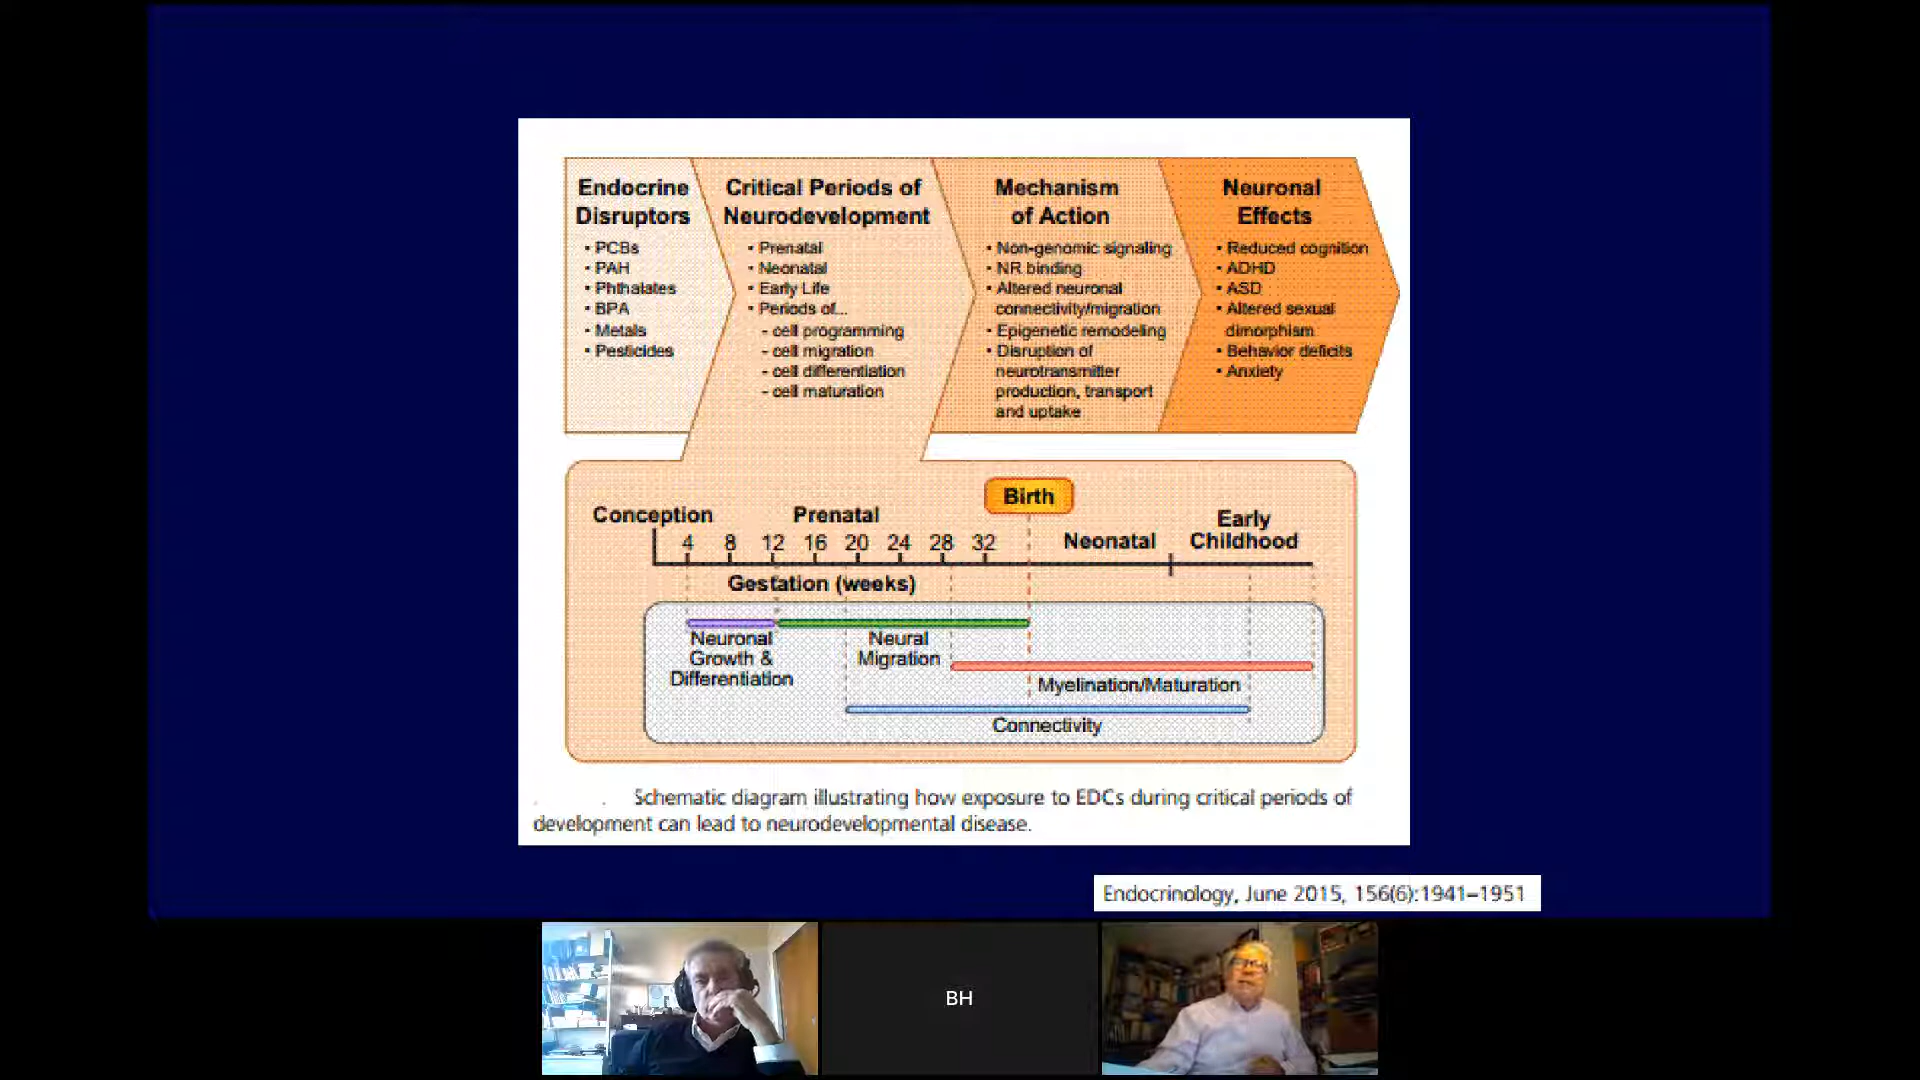 Endocrine
Disruptors
• PCBs
• PAH
• Phthalates
• BPA
• Metals
• Pesticides
Critical Periods of
Neurodevelopment
• Prenatal
• Neonatal
• Early Life
• Periods of...
- cell programming
- cell migration
- cell differentiation
- cell maturation
Mechanism
of Action
• Non-genomic signaling
• NR binding
• Altered neuronal
connectivity/migration
• Epigenetic remodeling
• Disruption of
neurotransmitter
production, transport
and uptake
Neuronal
Effects
• Reduced cognition
• ADHD
• ASD
• Altered sexual
dimorphism
• Behavior deficits
• Anxiety
Birth
Conception
Prenatal
Early
Childhood
Neonatal
4 8 12 16 20 24 28 32
Gestation (weeks)
Neuronal
Growth &
Differentiation
Neural
Migration
Myelination/Maturation
Connectivity
Schematic diagram illustrating how exposure to EDCs during critical periods of
development can lead to neurodevelopmental disease.
Endocrinology, June 2015, 156(6):1941–1951
BH